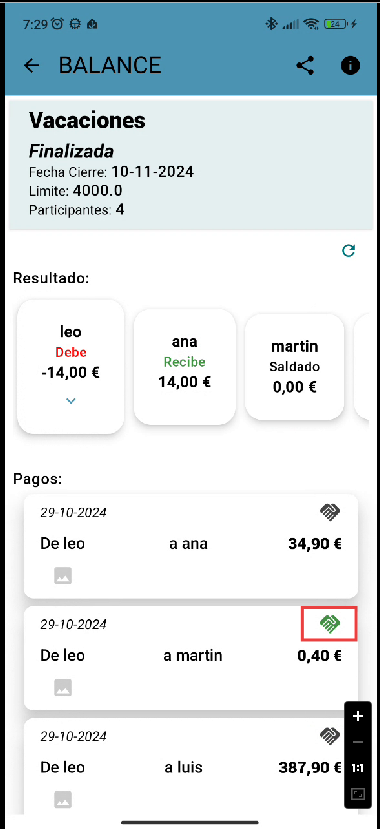 7:29
24
BALANCE
Vacaciones
Finalizada
Fecha Cierre: 10-11-2024
Limite: 4000.0
Participantes: 4
Resultado:
leo
Debe
-14,00 €
ana
Recibe
14,00 €
martin
Saldado
0,00 €
Pagos:
29-10-2024
De leo a ana 34,90 €
29-10-2024
De leo a martin 0,40 €
29-10-2024
De leo a luis 387,90 €
1:1